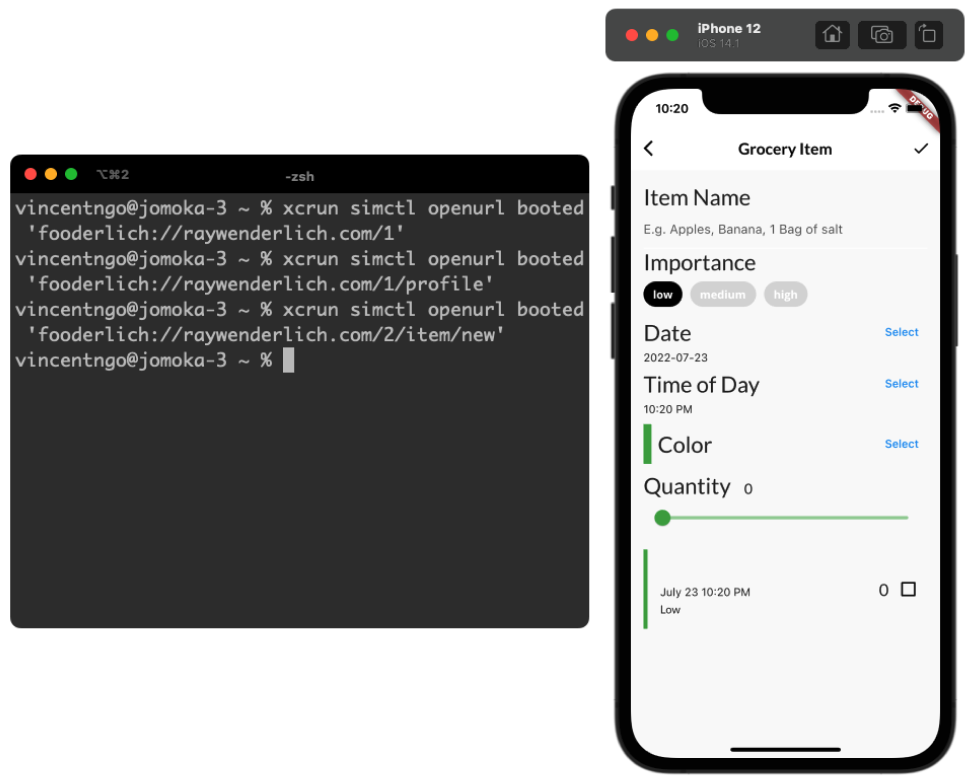 iPhone 12
iOS 14.1
⌥⌘2
-zsh
vincentngo@jomoka-3 ~ % xcrun simctl openurl booted
'fooderlich://raywenderlich.com/1'
vincentngo@jomoka-3 ~ % xcrun simctl openurl booted
'fooderlich://raywenderlich.com/1/profile'
vincentngo@jomoka-3 ~ % xcrun simctl openurl booted
'fooderlich://raywenderlich.com/2/item/new'
vincentngo@jomoka-3 ~ %
10:20
DEBUG
Grocery Item
Item Name
E.g. Apples, Banana, 1 Bag of salt
Importance
low medium high
Date Select
2022-07-23
Time of Day Select
10:20 PM
Color Select
Quantity 0
July 23 10:20 PM 0
Low